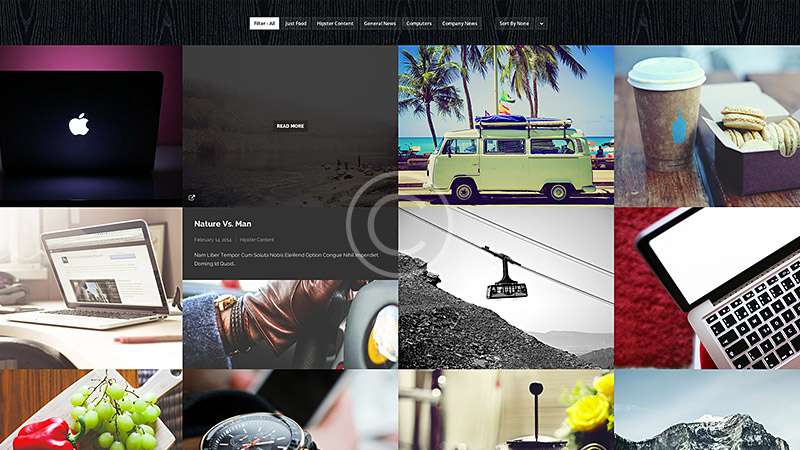 Filter - All
Just Food
Hipster Content
General News
Computers
Company News
Sort By None
READ MORE
Nature Vs. Man
February 14, 2014 | Hipster Content
Nam Liber Tempor Cum Soluta Nobis Eleifend Option Congue Nihil Imperdiet
Doming Id Quod...